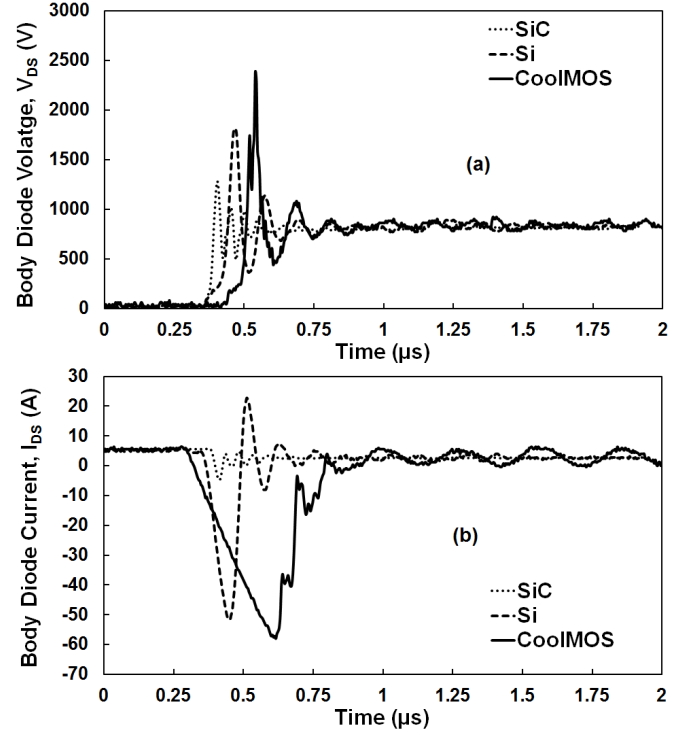 3000
2500
2000
1500
1000
500
0
Body Diode Volatge, V_DS (V)
SiC
Si
CoolMOS
(a)
0 0.25 0.5 0.75 1 1.25 1.5 1.75 2
Time (µs)
30
20
10
0
-10
-20
-30
-40
-50
-60
-70
Body Diode Current, I_DS (A)
(b)
SiC
Si
CoolMOS
0 0.25 0.5 0.75 1 1.25 1.5 1.75 2
Time (µs)